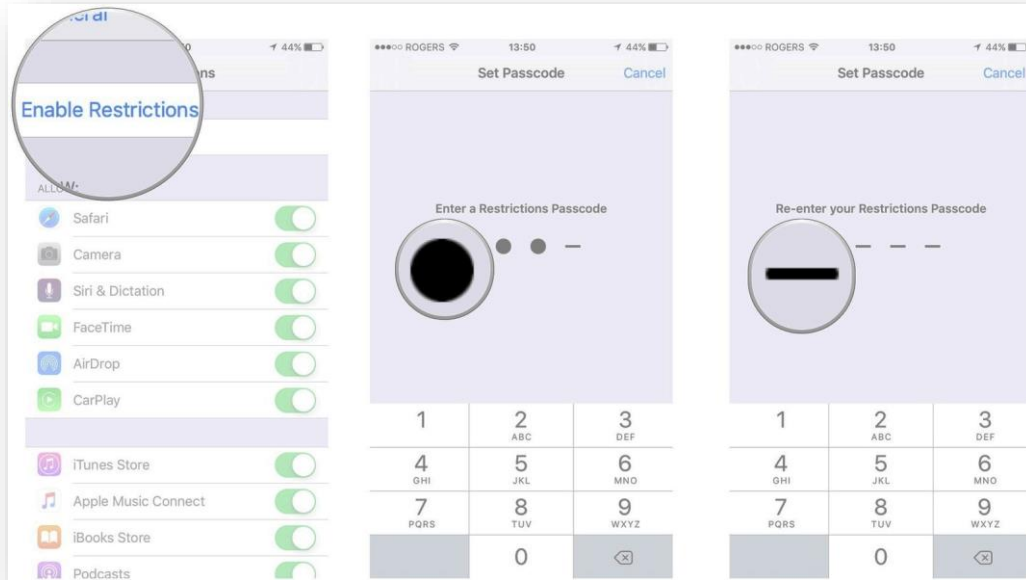 Enable Restrictions
ALLOW:
Safari
Camera
Siri & Dictation
FaceTime
AirDrop
CarPlay
iTunes Store
Apple Music Connect
iBooks Store
Podcasts
44%
ROGERS 13:50 44%
Set Passcode Cancel
Enter a Restrictions Passcode
1 2 3
ABC DEF
4 5 6
GHI JKL MNO
7 8 9
PQRS TUV WXYZ
0
ROGERS 13:50 44%
Set Passcode Cancel
Re-enter your Restrictions Passcode
1 2 3
ABC DEF
4 5 6
GHI JKL MNO
7 8 9
PQRS TUV WXYZ
0